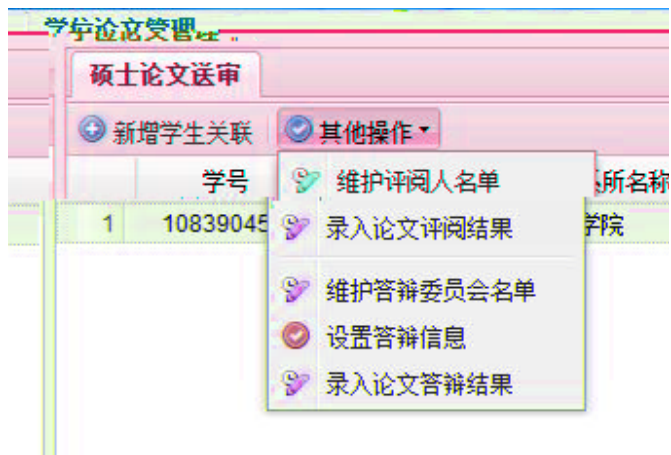 学位论文管理
硕士论文送审
新增学生关联 其他操作
学号 所名称
维护评阅人名单
1 10839045 学院
录入论文评阅结果
维护答辩委员会名单
设置答辩信息
录入论文答辩结果